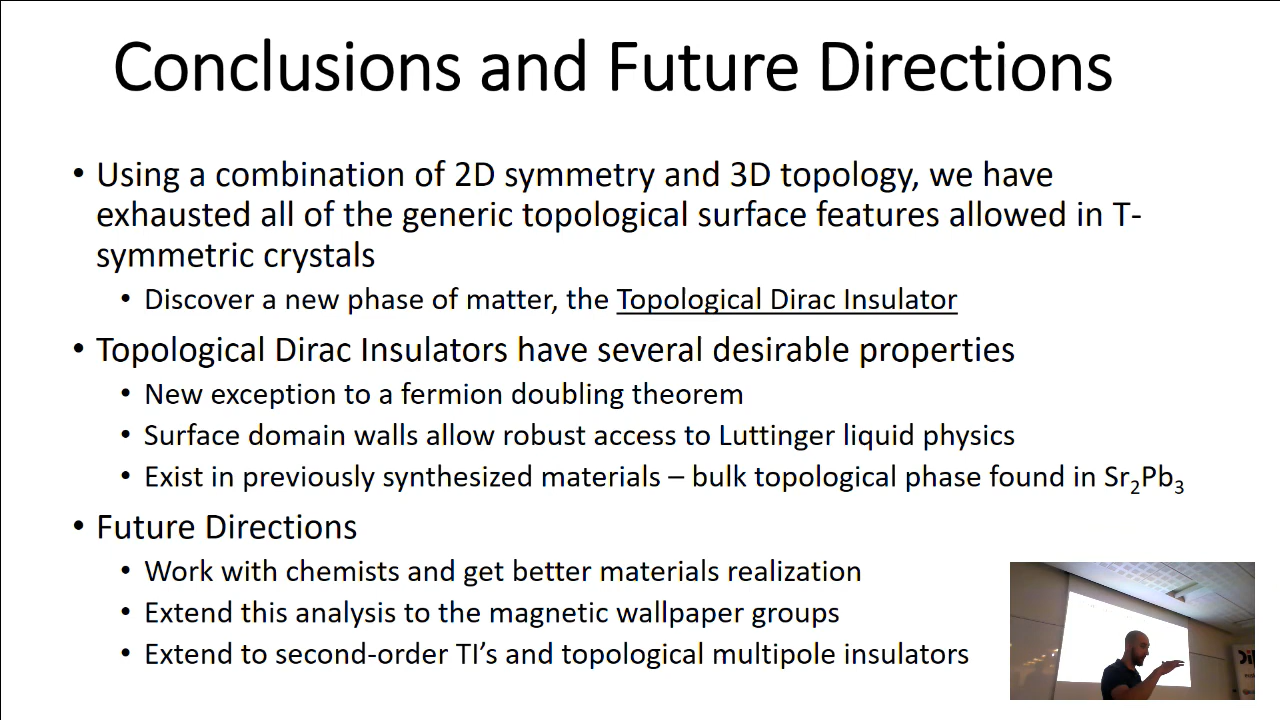 Conclusions and Future Directions
• Using a combination of 2D symmetry and 3D topology, we have
exhausted all of the generic topological surface features allowed in T-
symmetric crystals
• Discover a new phase of matter, the Topological Dirac Insulator
• Topological Dirac Insulators have several desirable properties
• New exception to a fermion doubling theorem
• Surface domain walls allow robust access to Luttinger liquid physics
• Exist in previously synthesized materials – bulk topological phase found in Sr₂Pb₃
• Future Directions
• Work with chemists and get better materials realization
• Extend this analysis to the magnetic wallpaper groups
• Extend to second-order TI’s and topological multipole insulators